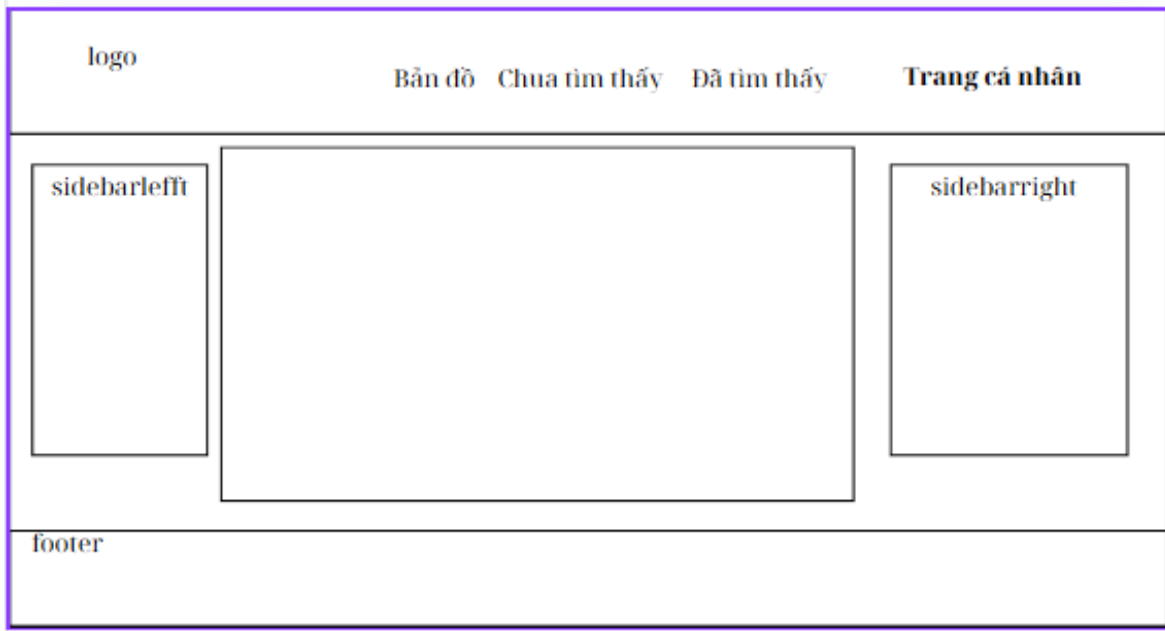 logo
Bản đồ Chua tìm thấy Đã tìm thấy Trang cá nhân
sidebarlefft
sidebarright
footer